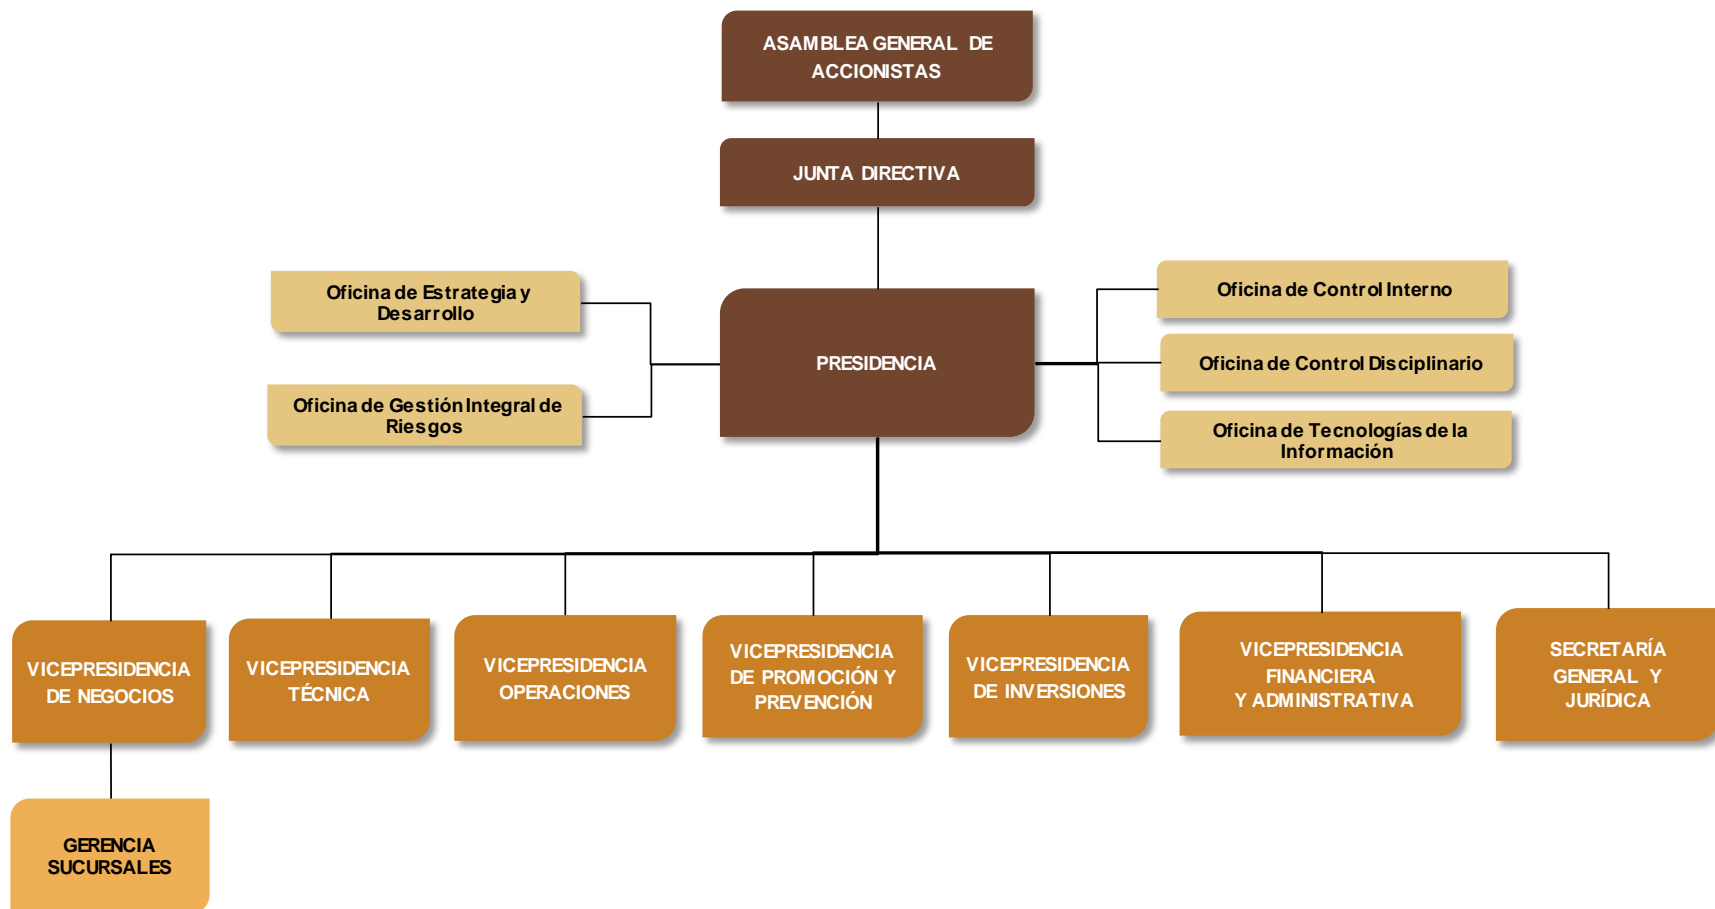 ASAMBLEA GENERAL DE
ACCIONISTAS
JUNTA DIRECTIVA
Oficina de Estrategia y
Desarrollo
Oficina de Gestión Integral de
Riesgos
PRESIDENCIA
Oficina de Control Interno
Oficina de Control Disciplinario
Oficina de Tecnologías de la
Información
VICEPRESIDENCIA
DE NEGOCIOS
VICEPRESIDENCIA
TÉCNICA
VICEPRESIDENCIA
OPERACIONES
VICEPRESIDENCIA
DE PROMOCIÓN Y
PREVENCIÓN
VICEPRESIDENCIA
DE INVERSIONES
VICEPRESIDENCIA
FINANCIERA
Y ADMINISTRATIVA
SECRETARÍA
GENERAL Y
JURÍDICA
GERENCIA
SUCURSALES